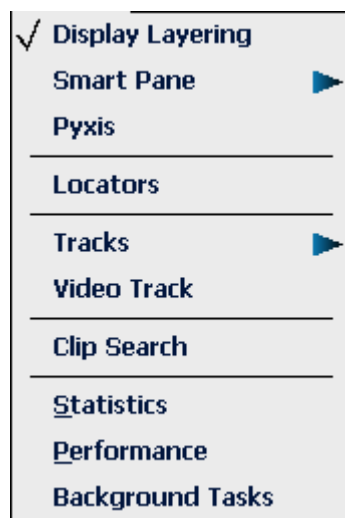 Display Layering
Smart Pane
Pyxis
Locators
Tracks
Video Track
Clip Search
Statistics
Performance
Background Tasks